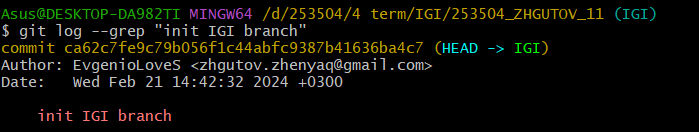 Asus@DESKTOP-DA982TI MINGW64 /d/253504/4 term/IGI/253504_ZHGUTOV_11 (IGI)
$ git log --grep "init IGI branch"
commit ca62c7fe9c79b056f1c44abfc9387b41636ba4c7 (HEAD -> IGI)
Author: EvgenioLoveS <zhgutov.zhenyaq@gmail.com>
Date:   Wed Feb 21 14:42:32 2024 +0300
    init IGI branch